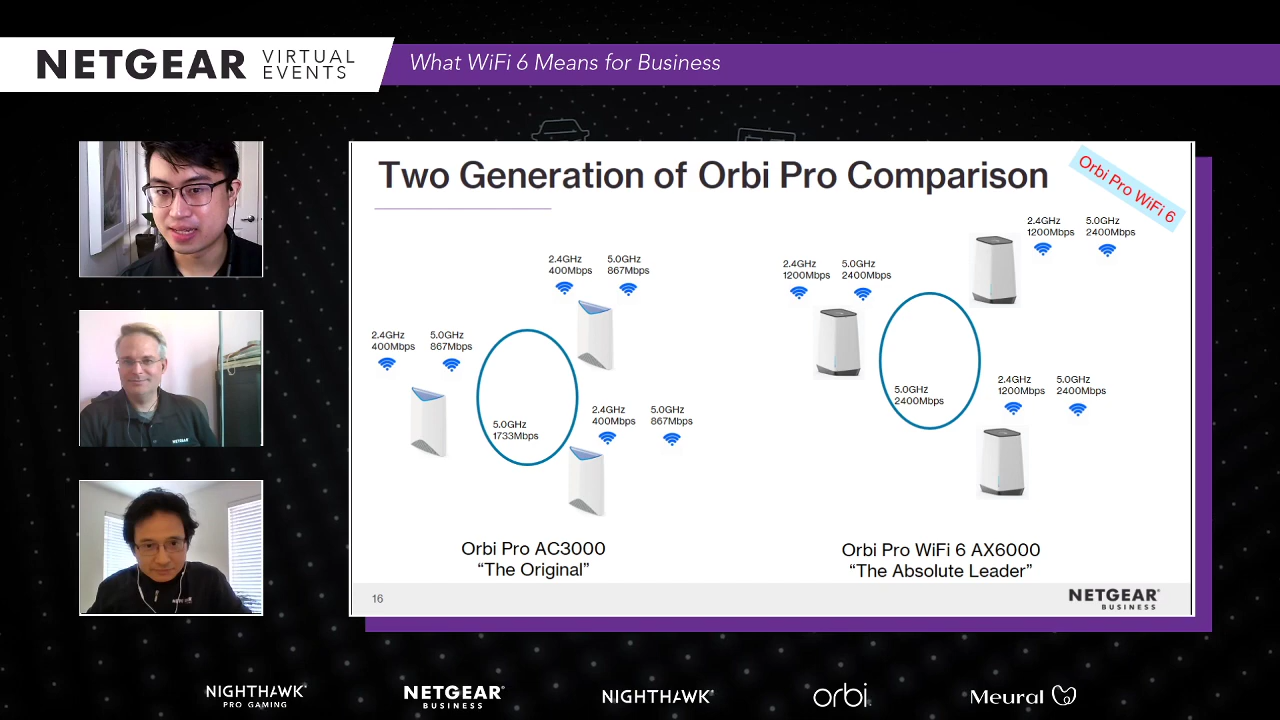 NETGEAR
VIRTUAL
EVENTS
What WiFi 6 Means for Business
Two Generation of Orbi Pro Comparison
Orbi Pro WiFi 6
2.4GHz
400Mbps
5.0GHz
867Mbps
2.4GHz
400Mbps
5.0GHz
867Mbps
5.0GHz
1733Mbps
2.4GHz
400Mbps
5.0GHz
867Mbps
Orbi Pro AC3000
“The Original”
2.4GHz
1200Mbps
5.0GHz
2400Mbps
2.4GHz
1200Mbps
5.0GHz
2400Mbps
5.0GHz
2400Mbps
2.4GHz
1200Mbps
5.0GHz
2400Mbps
Orbi Pro WiFi 6 AX6000
“The Absolute Leader”
16
NETGEAR®
BUSINESS
NETGEAR
NIGHTHAWK®
PRO GAMING
NETGEAR®
BUSINESS
NIGHTHAWK®
orbi
Meural